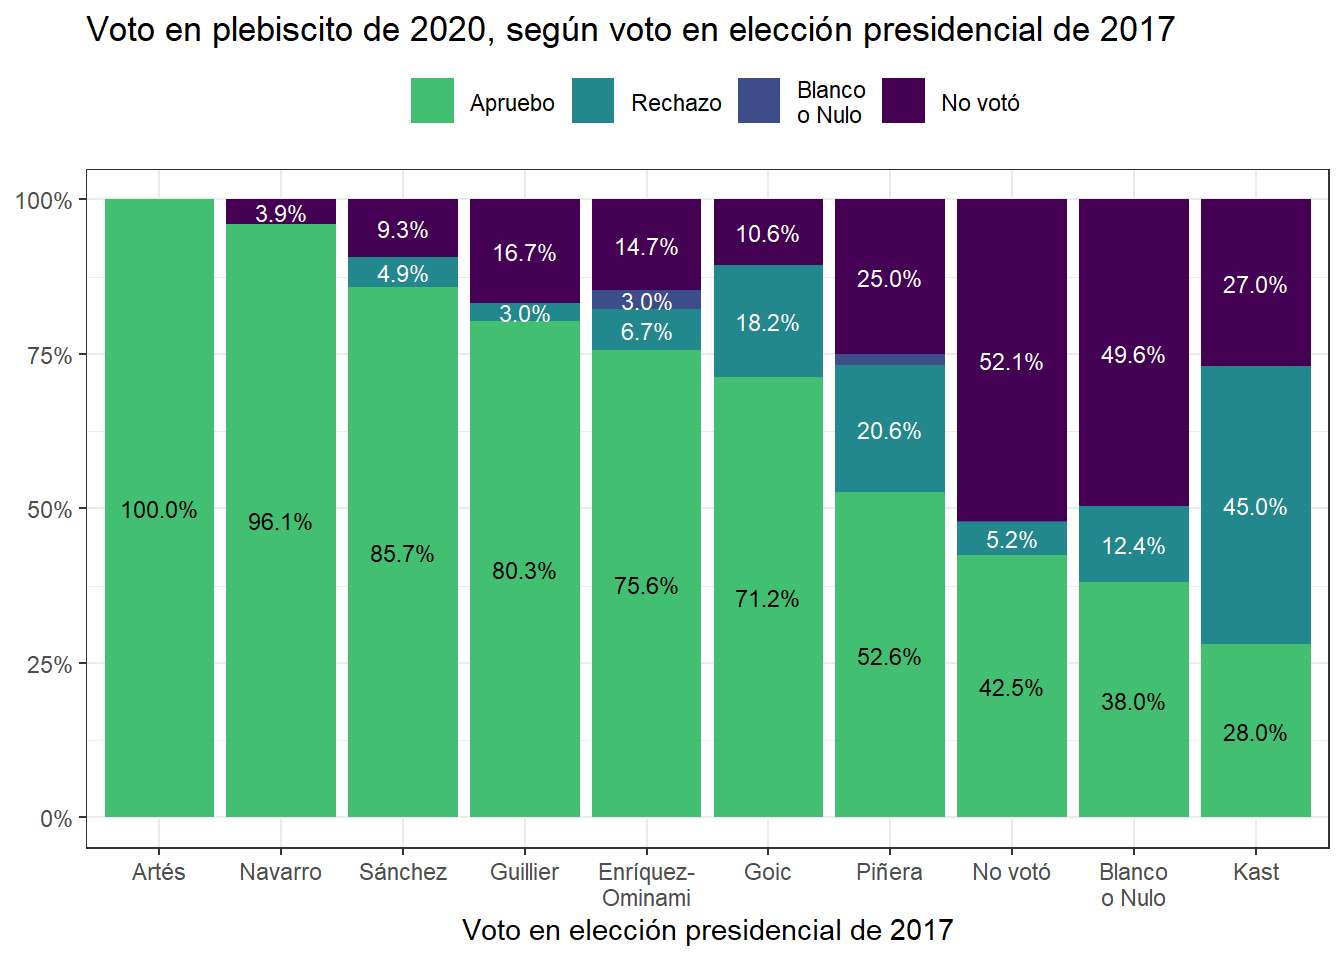 Voto en plebiscito de 2020, según voto en elección presidencial de 2017
Apruebo
Rechazo
Blanco
o Nulo
No votó
100%
75%
50%
25%
0%
100.0%
3.9%
96.1%
9.3%
4.9%
85.7%
16.7%
3.0%
80.3%
14.7%
3.0%
6.7%
75.6%
10.6%
18.2%
71.2%
25.0%
20.6%
52.6%
52.1%
5.2%
42.5%
49.6%
12.4%
38.0%
27.0%
45.0%
28.0%
Artés
Navarro
Sánchez
Guillier
Enríquez-
Ominami
Goic
Piñera
No votó
Blanco
o Nulo
Kast
Voto en elección presidencial de 2017